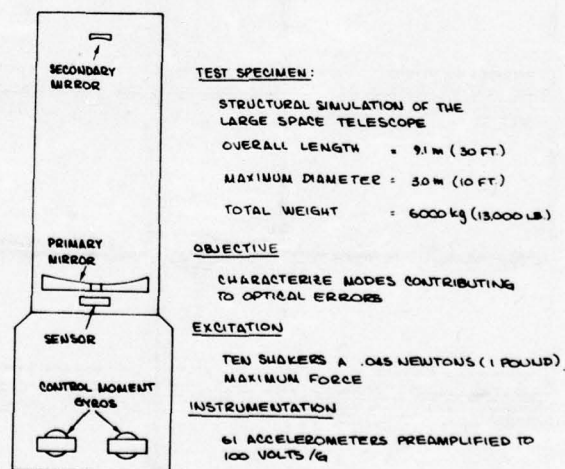 SECONDARY
MIRROR
PRIMARY
MIRROR
SENSOR
CONTROL MOMENT
GYROS
TEST SPECIMEN:
STRUCTURAL SIMULATION OF THE
LARGE SPACE TELESCOPE
OVERALL LENGTH = 9.1 m (30 FT.)
MAXIMUM DIAMETER = 3.0 m (10 FT.)
TOTAL WEIGHT = 6000 kg (13,000 LB.)
OBJECTIVE
CHARACTERIZE MODES CONTRIBUTING
TO OPTICAL ERRORS
EXCITATION
TEN SHAKERS A .045 NEWTONS (1 POUND)
MAXIMUM FORCE
INSTRUMENTATION
61 ACCELEROMETERS PREAMPLIFIED TO
100 VOLTS/G